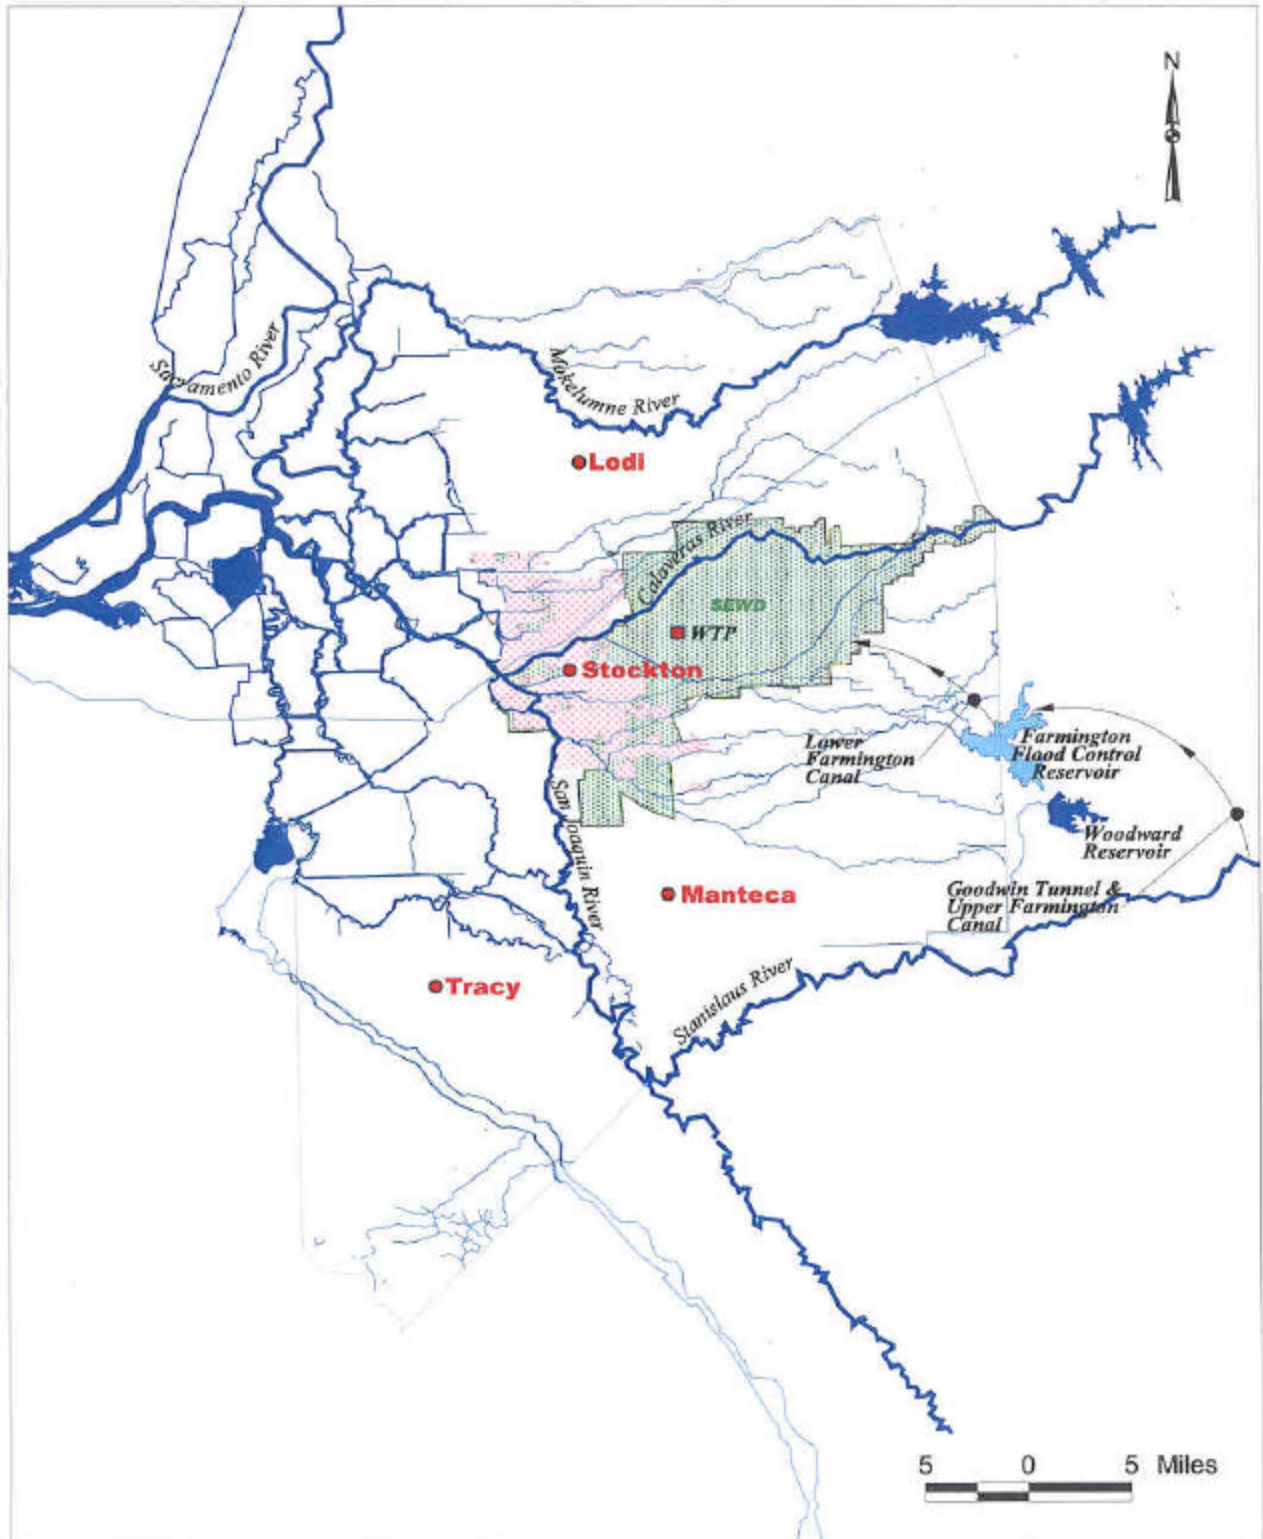 N
Sacramento River
Mokelumne River
Lodi
Calaveras River
SEWD
WTP
Stockton
Lower
Farmington
Canal
Farmington
Flood Control
Reservoir
Woodward
Reservoir
San Joaquin River
Manteca
Goodwin Tunnel &
Upper Farmington
Canal
Tracy
Stanislaus River
5 0 5 Miles